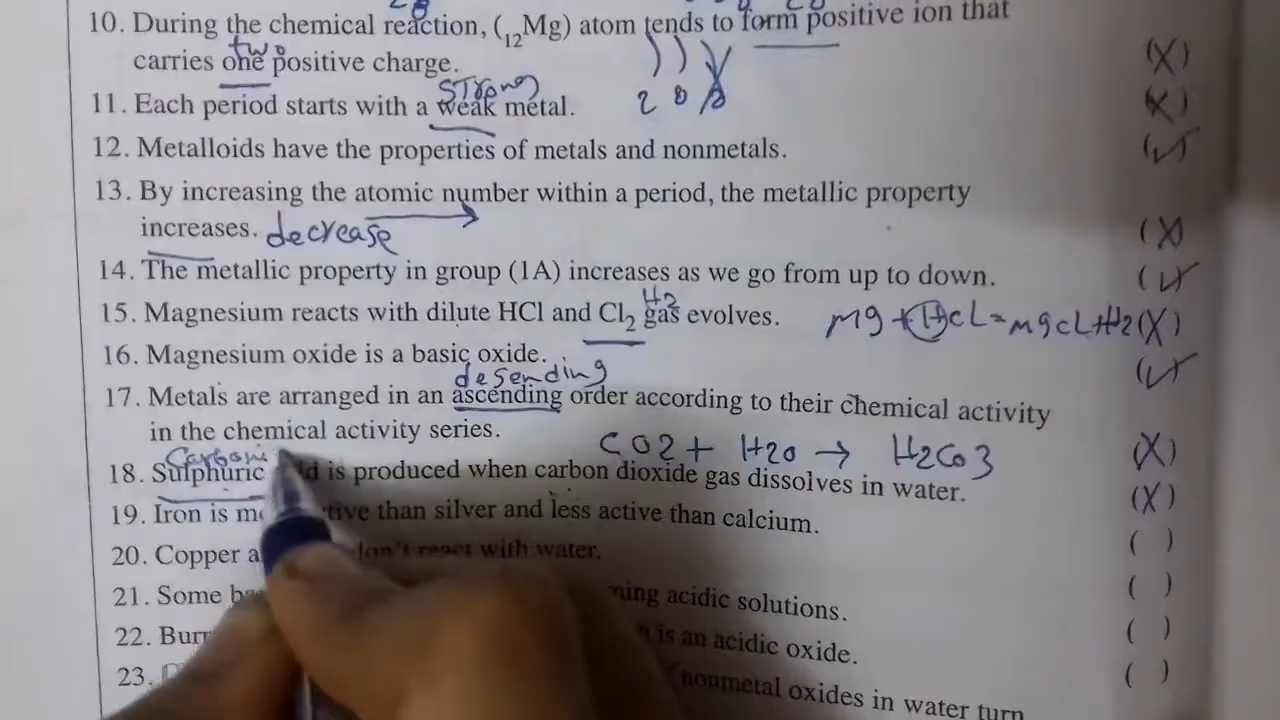 10. During the chemical reaction, (₁₂Mg) atom tends to form positive ion that
two
carries one positive charge. (X)
strong
11. Each period starts with a weak metal. 2 8 2 (X)
12. Metalloids have the properties of metals and nonmetals. (✓)
13. By increasing the atomic number within a period, the metallic property
increases. decrease (X)
14. The metallic property in group (1A) increases as we go from up to down. (✓)
H2
15. Magnesium reacts with dilute HCl and Cl₂ gas evolves. Mg + HCL = MgCL + H2 (X)
16. Magnesium oxide is a basic oxide. (✓)
desending
17. Metals are arranged in an ascending order according to their chemical activity
in the chemical activity series. (X)
CO2 + H2O → H2CO3
Carboni
18. Sulphuric is produced when carbon dioxide gas dissolves in water. (X)
19. Iron is than silver and less active than calcium. ( )
20. Copper don't react with water. ( )
21. Some acidic solutions. ( )
22. is an acidic oxide. ( )
23. nonmetal oxides in water turn